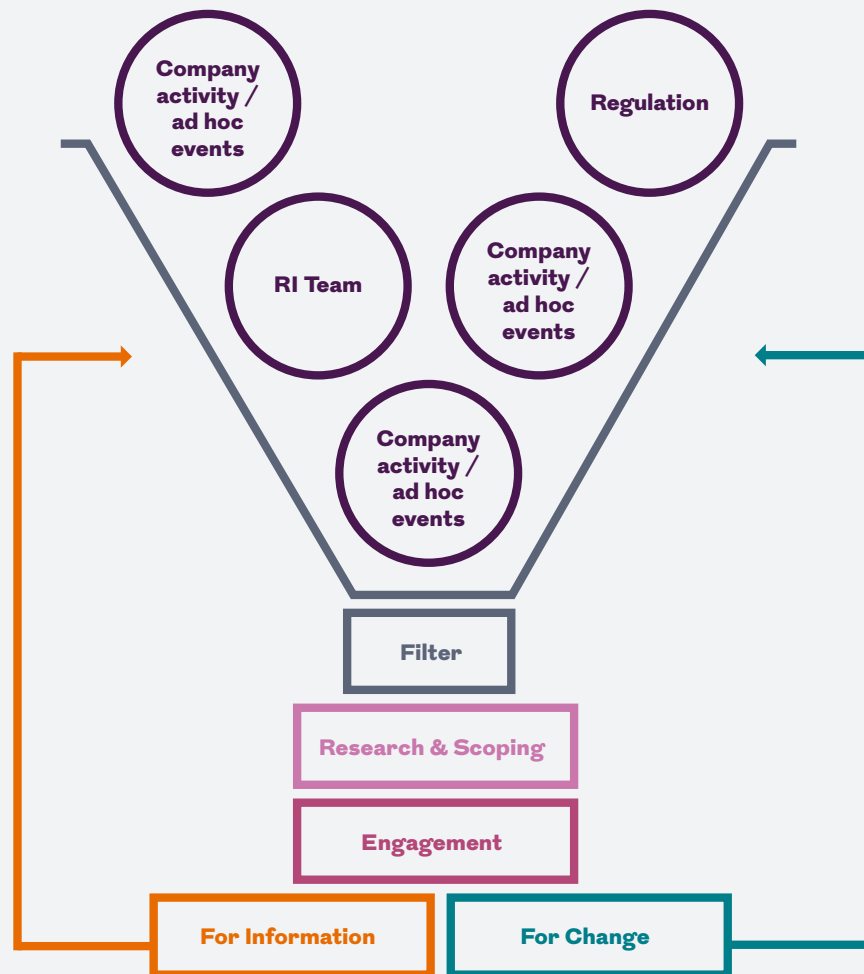 Company
activity /
ad hoc
events
Regulation
RI Team
Company
activity /
ad hoc
events
Company
activity /
ad hoc
events
Filter
Research & Scoping
Engagement
For Information
For Change